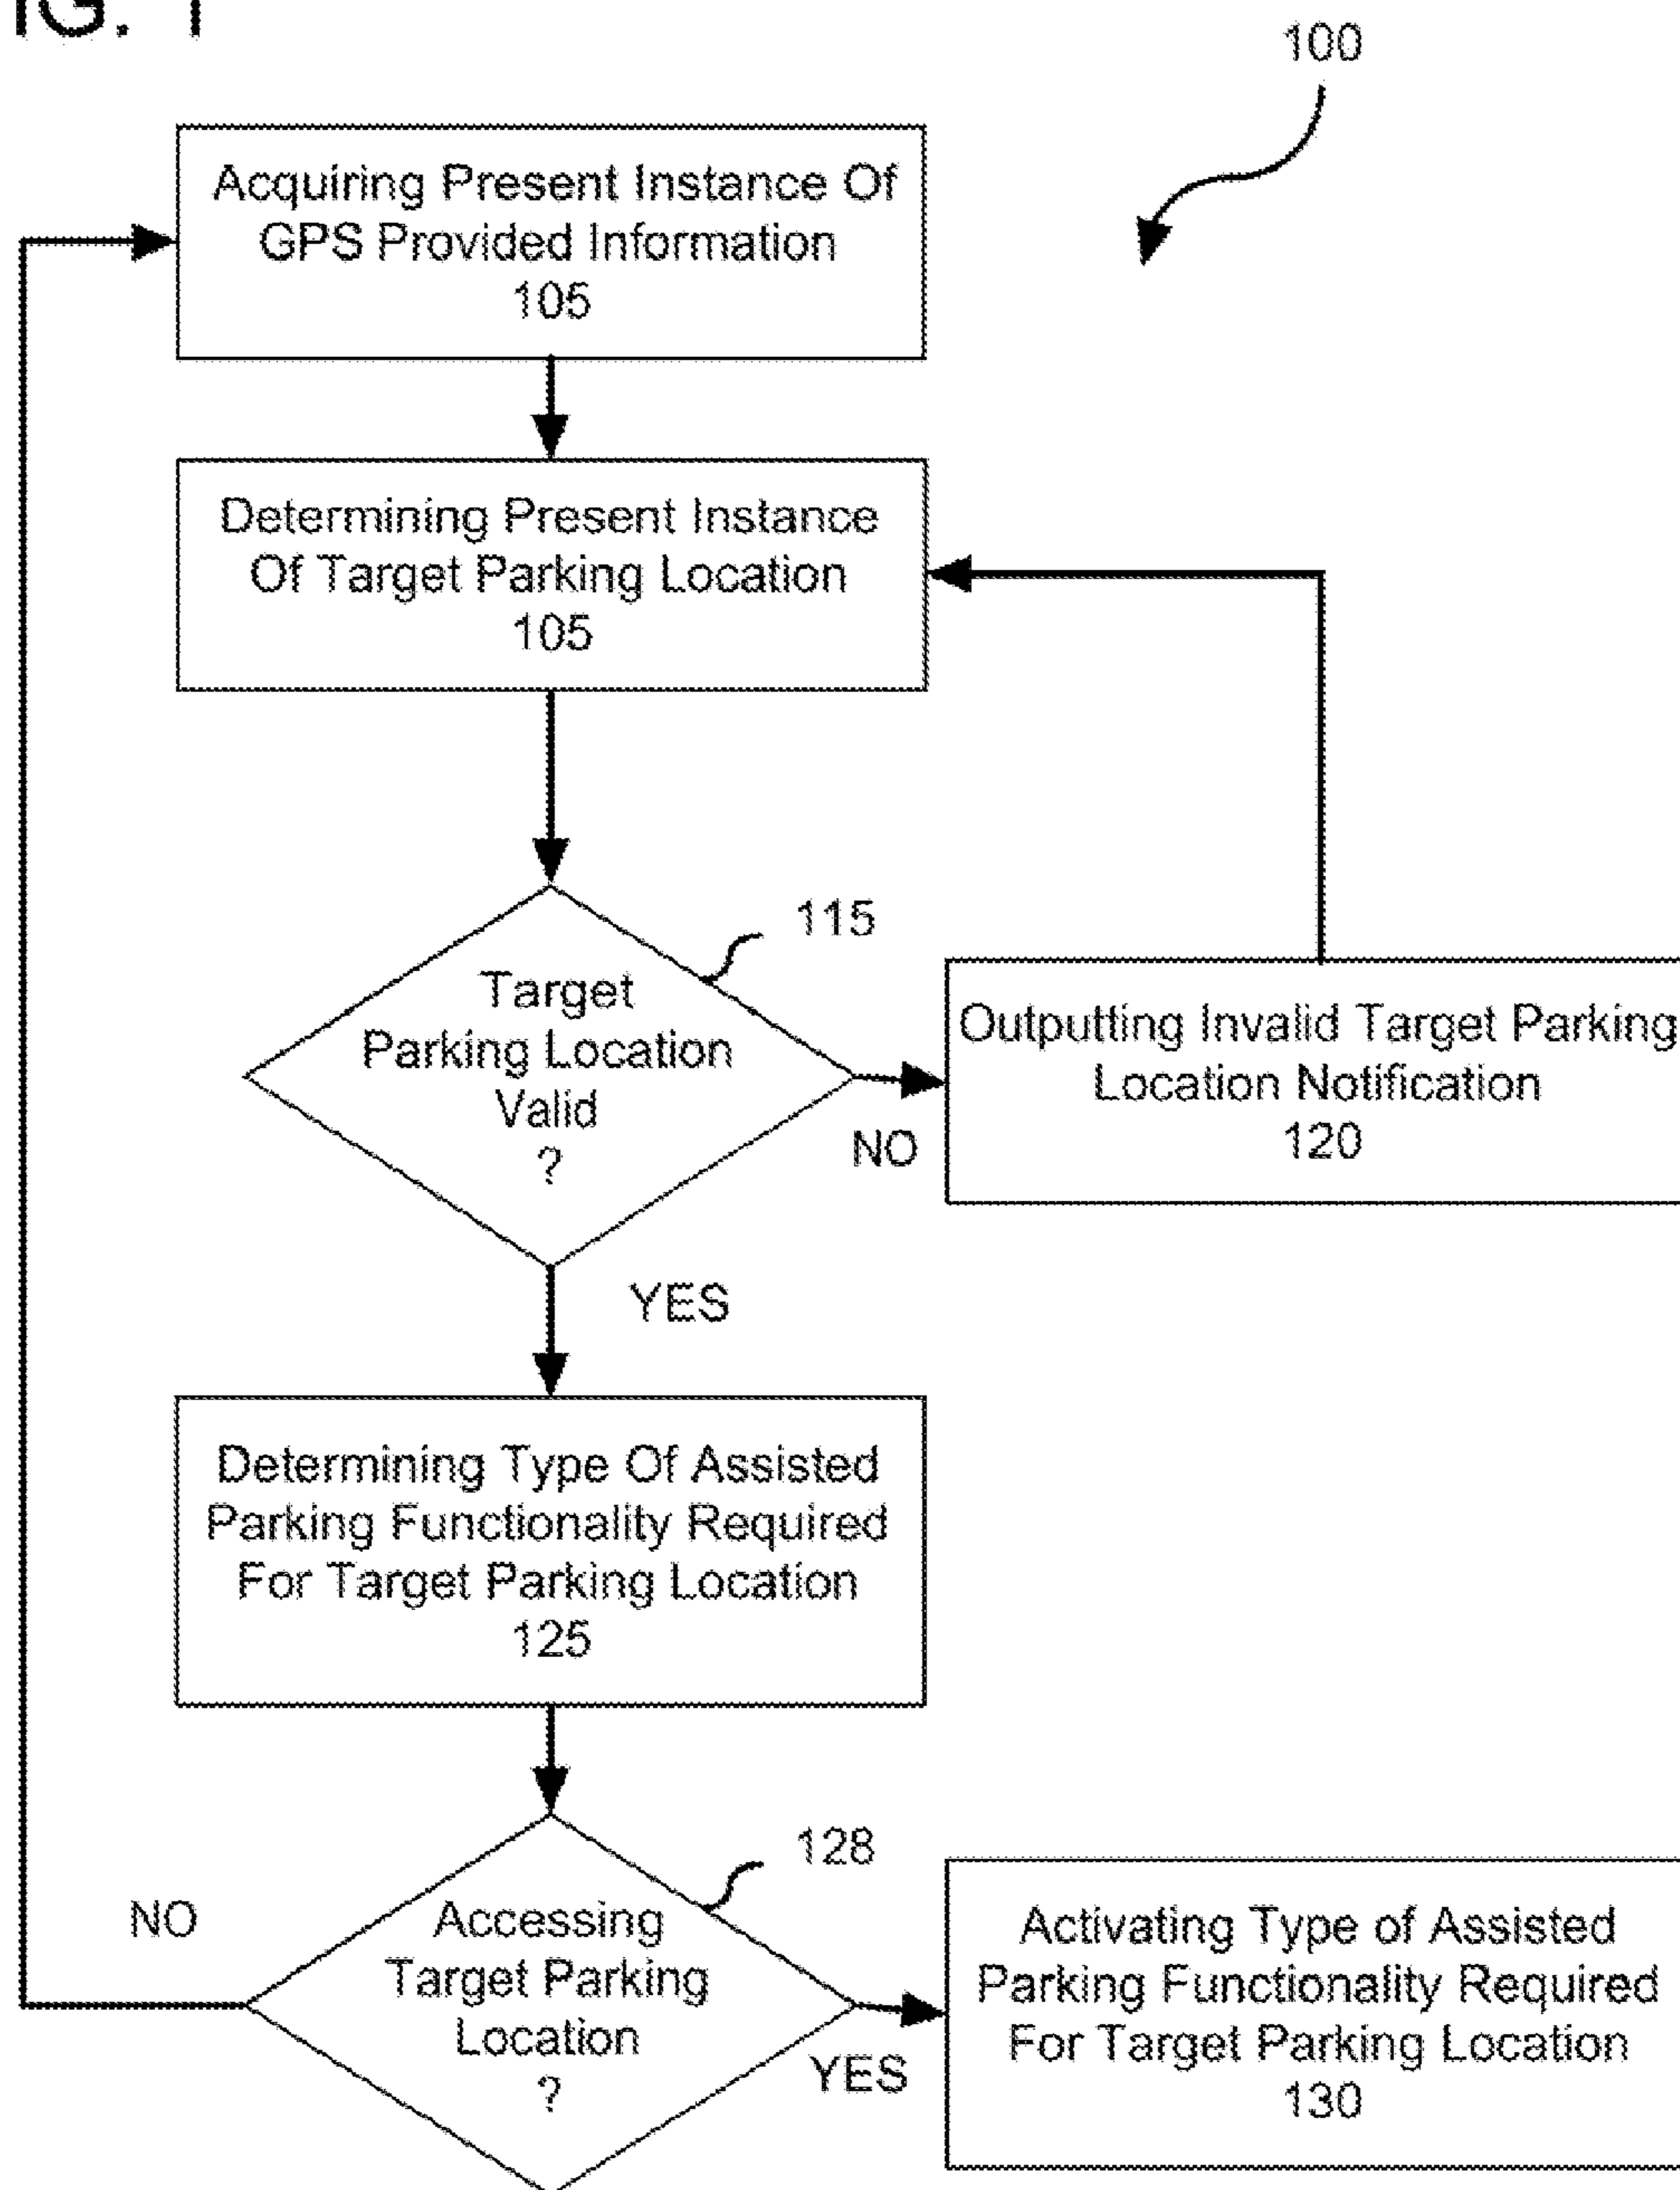 IG. 1
100
Acquiring Present Instance Of
GPS Provided Information
105
Determining Present Instance
Of Target Parking Location
105
115
Target
Parking Location
Valid
?
NO
Outputting Invalid Target Parking
Location Notification
120
YES
Determining Type Of Assisted
Parking Functionality Required
For Target Parking Location
125
128
NO
Accessing
Target Parking
Location
?
YES
Activating Type of Assisted
Parking Functionality Required
For Target Parking Location
130